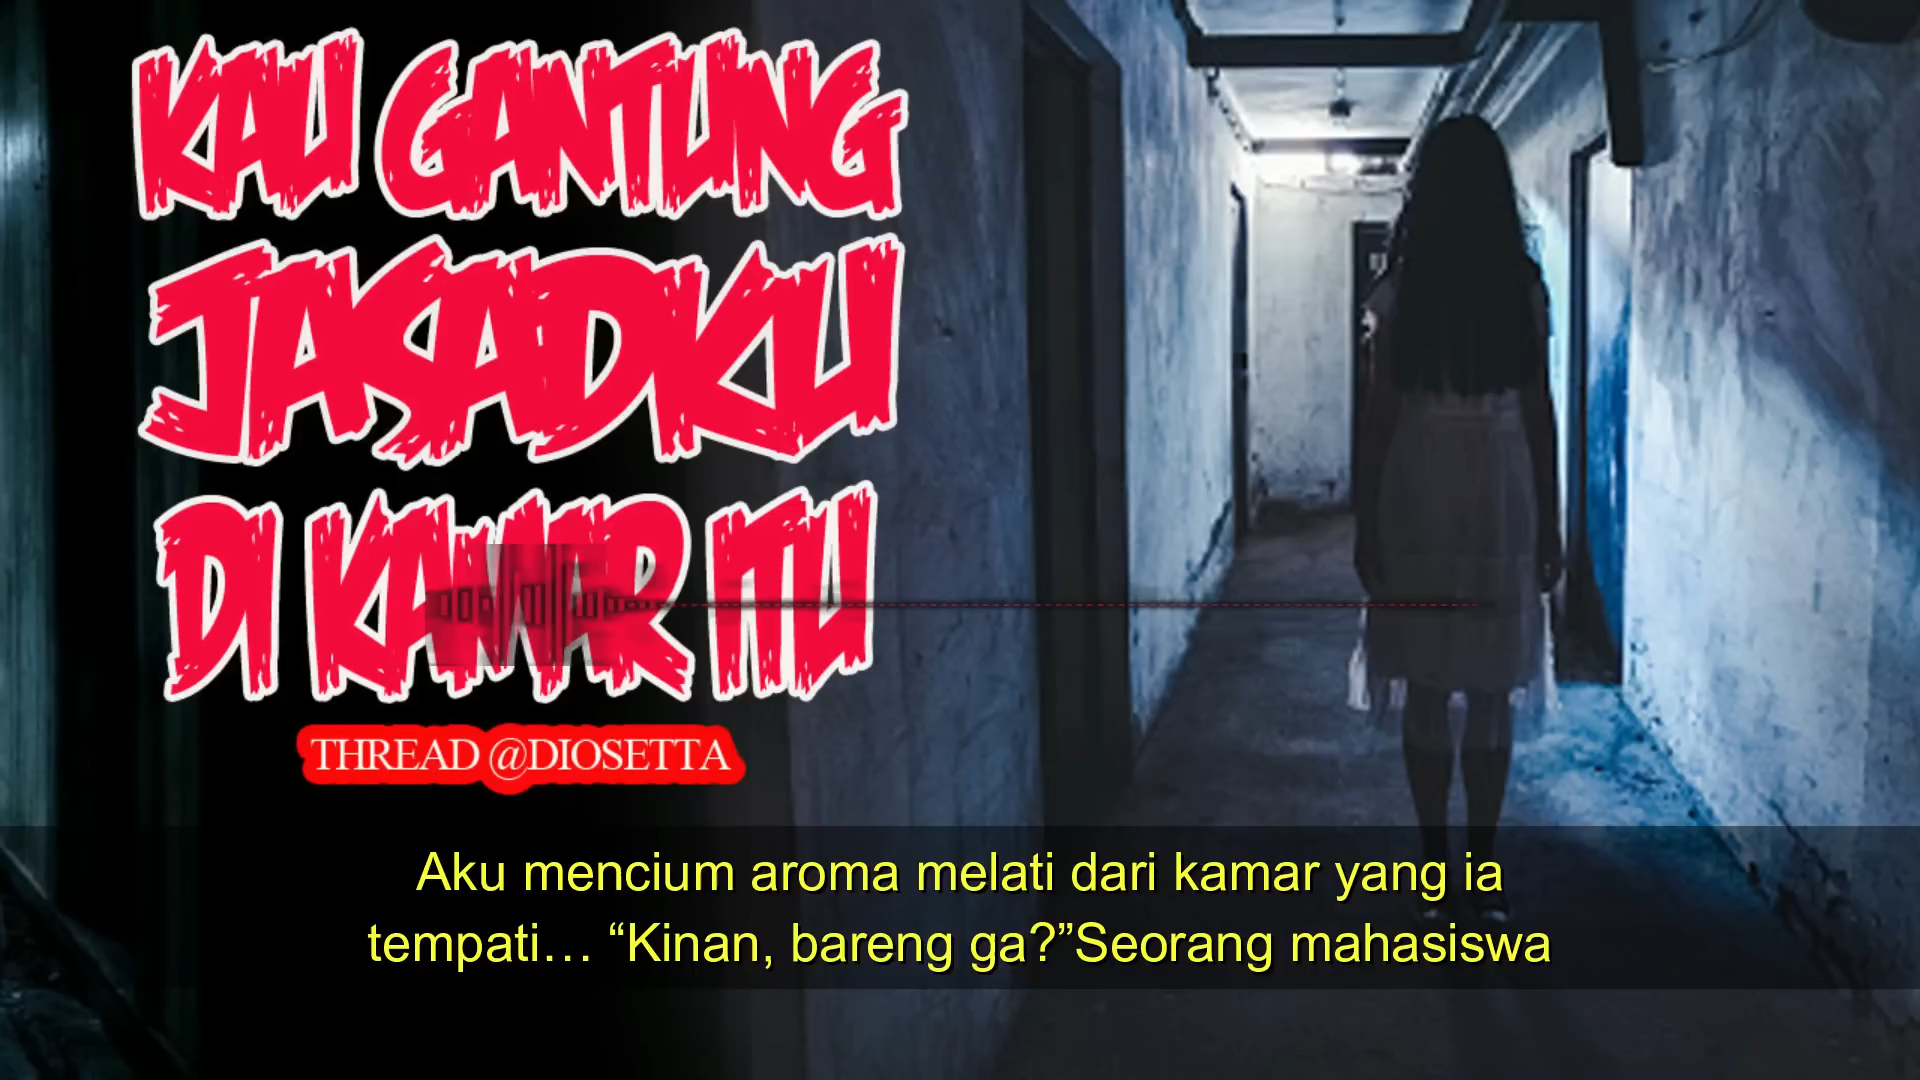 KAU GANTUNG
JASADKU
DI KAMAR ITU
THREAD @DIOSETTA
Aku mencium aroma melati dari kamar yang ia
tempati… “Kinan, bareng ga?”Seorang mahasiswa